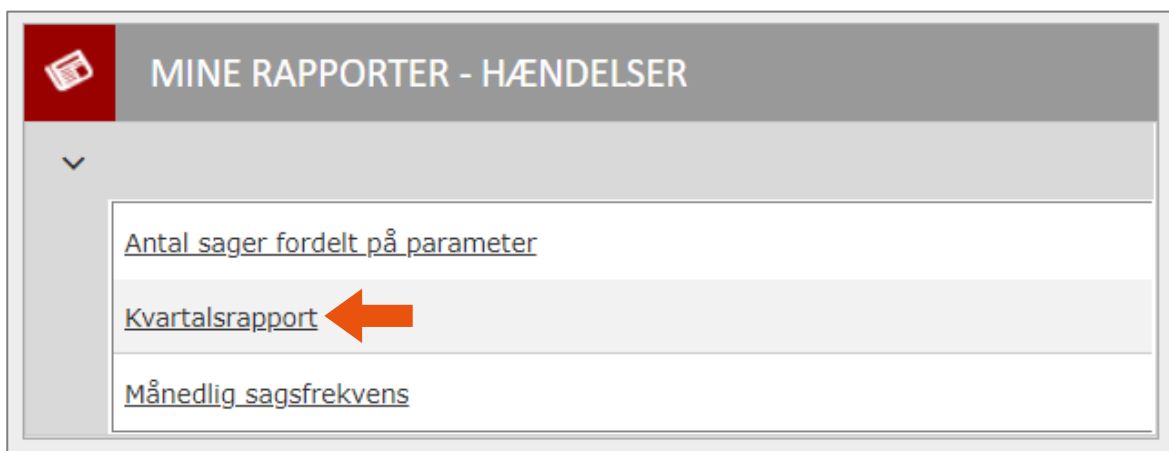 MINE RAPPORTER - HÆNDELSER
Antal sager fordelt på parameter
Kvartalsrapport
Månedlig sagsfrekvens